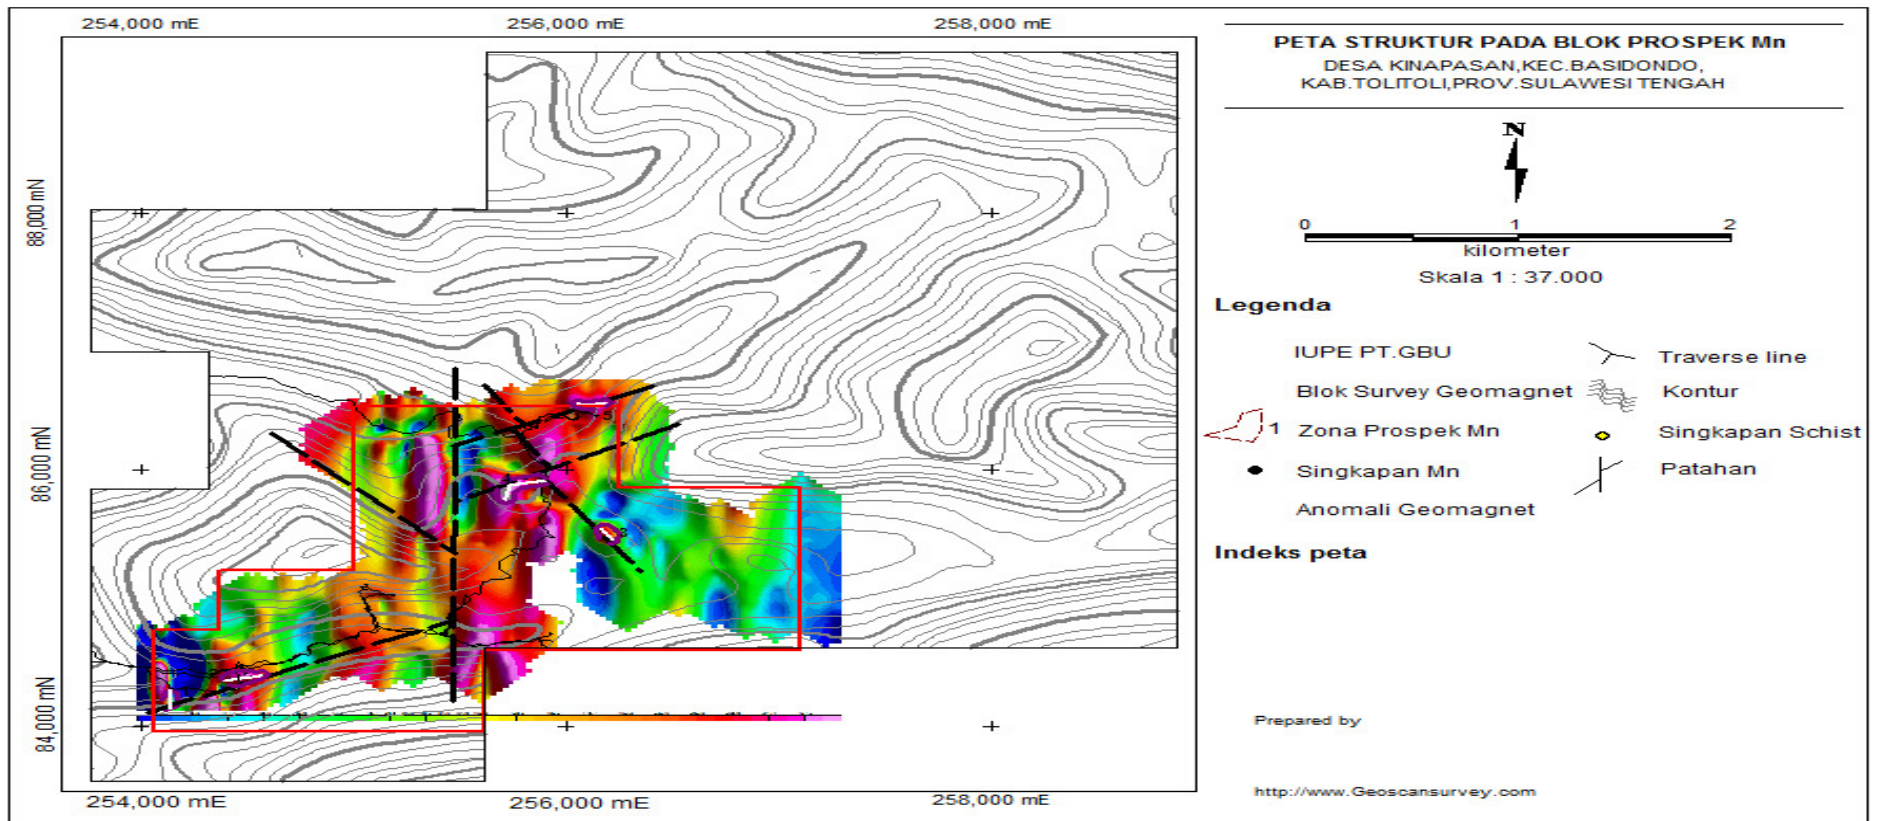 254,000 mE 256,000 mE 258,000 mE
88,000 mN
86,000 mN
84,000 mN
254,000 mE 256,000 mE 258,000 mE
1
3
5
PETA STRUKTUR PADA BLOK PROSPEK Mn
DESA KINAPASAN,KEC.BASIDONDO,
KAB.TOLITOLI,PROV.SULAWESI TENGAH
N
0 1 2
kilometer
Skala 1 : 37.000
Legenda
IUPE PT.GBU
Blok Survey Geomagnet
1 Zona Prospek Mn
Singkapan Mn
Anomali Geomagnet
Traverse line
Kontur
Singkapan Schist
Patahan
Indeks peta
Prepared by
http://www.Geoscansurvey.com